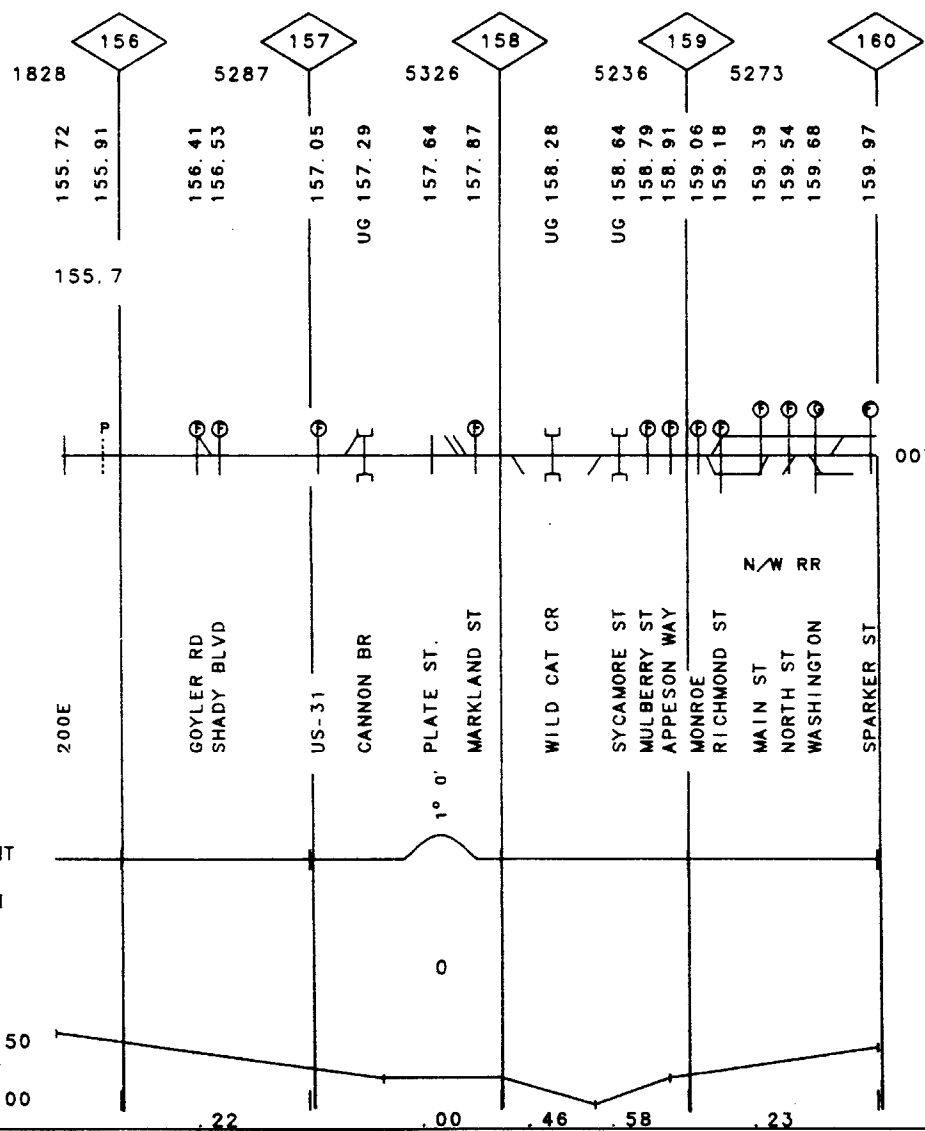 156 157 158 159 160
1828 5287 5326 5236 5273
155.72
155.91
156.41
156.53
157.05
UG 157.29
157.64
157.87
UG 158.28
UG 158.64
158.79
158.91
159.06
159.18
159.39
159.54
159.68
159.97
155.7
P F F F F F F F F F F G F
00
N/W RR
200E
GOYLER RD
SHADY BLVD
US-31
CANNON BR
PLATE ST.
MARKLAND ST
WILD CAT CR
SYCAMORE ST
MULBERRY ST
APPESON WAY
MONROE
RICHMOND ST
MAIN ST
NORTH ST
WASHINGTON
SPARKER ST
1° 0'
0
50
00
.22 .00 .46 .58 .23